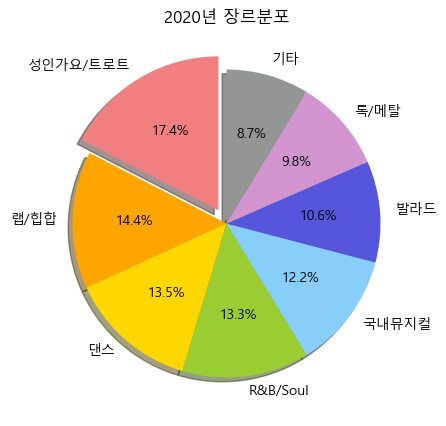 2020년 장르분포
기타
성인가요/트로트
록/메탈
17.4%
8.7%
9.8%
발라드
10.6%
랩/힙합
14.4%
12.2%
13.5%
13.3%
국내뮤지컬
댄스
R&B/Soul